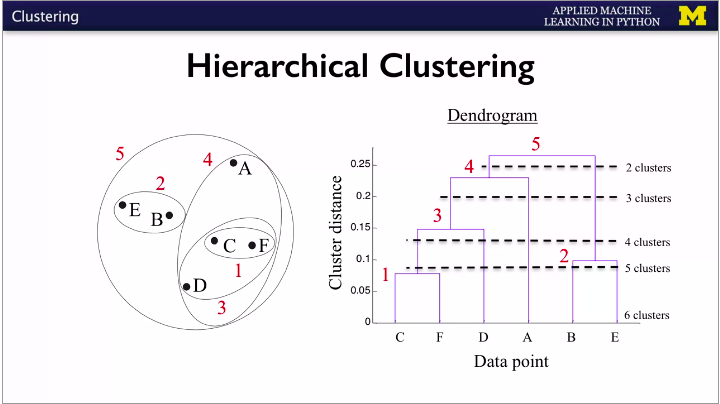 Clustering
APPLIED MACHINE
LEARNING IN PYTHON
M
Hierarchical Clustering
5
4
A
2
E
B
C
F
1
D
3
Dendrogram
5
4
3
2
1
Cluster distance
0.25
0.2
0.15
0.1
0.05
0
2 clusters
3 clusters
4 clusters
5 clusters
6 clusters
C F D A B E
Data point